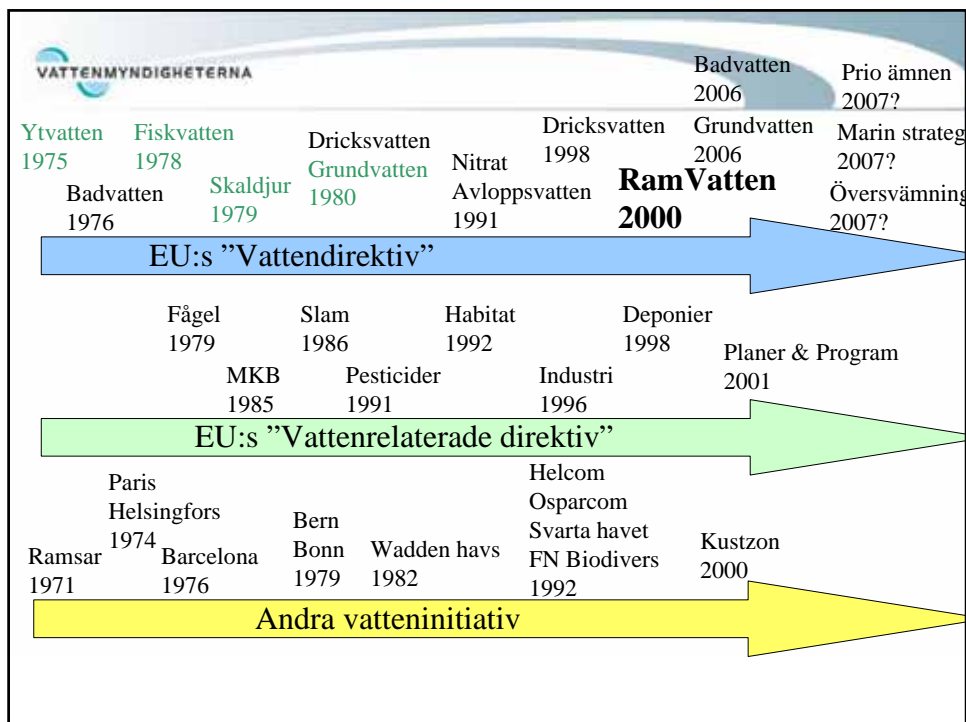 VATTENMYNDIGHETERNA
Badvatten
2006
Prio ämnen
2007?
Ytvatten
1975
Fiskvatten
1978
Dricksvatten
Grundvatten
1980
Dricksvatten
1998
Grundvatten
2006
Marin strateg
2007?
Badvatten
1976
Skaldjur
1979
Nitrat
Avloppsvatten
1991
RamVatten
2000
Översvämning
2007?
EU:s ”Vattendirektiv”
Fågel
1979
Slam
1986
Habitat
1992
Deponier
1998
Planer & Program
2001
MKB
1985
Pesticider
1991
Industri
1996
EU:s ”Vattenrelaterade direktiv”
Paris
Helsingfors
1974
Helcom
Osparcom
Svarta havet
FN Biodivers
1992
Ramsar
1971
Barcelona
1976
Bern
Bonn
1979
Wadden havs
1982
Kustzon
2000
Andra vatteninitiativ